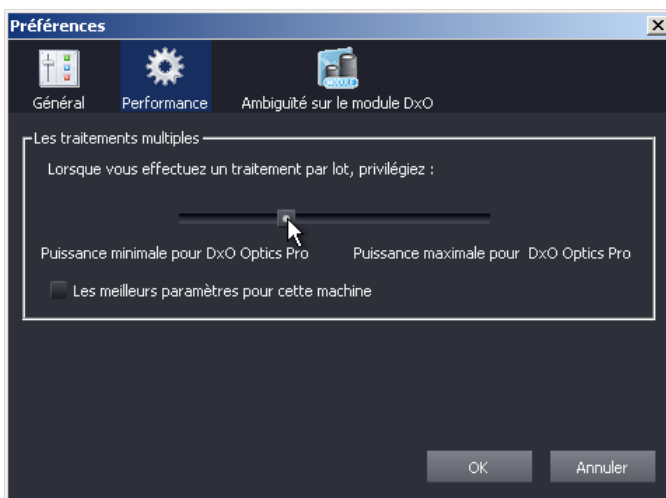 Préférences
Général Performance Ambiguïté sur le module DxO
Les traitements multiples
Lorsque vous effectuez un traitement par lot, privilégiez :
Puissance minimale pour DxO Optics Pro Puissance maximale pour DxO Optics Pro
Les meilleurs paramètres pour cette machine
OK Annuler